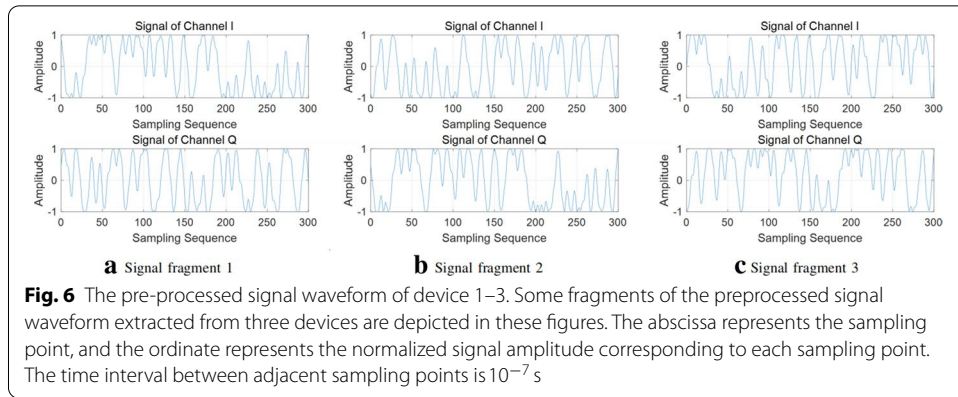 Signal of Channel I
1
0
-1
Amplitude
0 50 100 150 200 250 300
Sampling Sequence
Signal of Channel Q
1
0
-1
Amplitude
0 50 100 150 200 250 300
Sampling Sequence
a Signal fragment 1
Signal of Channel I
1
0
-1
Amplitude
0 50 100 150 200 250 300
Sampling Sequence
Signal of Channel Q
1
0
-1
Amplitude
0 50 100 150 200 250 300
Sampling Sequence
b Signal fragment 2
Signal of Channel I
1
0
-1
Amplitude
0 50 100 150 200 250 300
Sampling Sequence
Signal of Channel Q
1
0
-1
Amplitude
0 50 100 150 200 250 300
Sampling Sequence
c Signal fragment 3
Fig. 6 The pre-processed signal waveform of device 1–3. Some fragments of the preprocessed signal
waveform extracted from three devices are depicted in these figures. The abscissa represents the sampling
point, and the ordinate represents the normalized signal amplitude corresponding to each sampling point.
The time interval between adjacent sampling points is 10⁻⁷ s